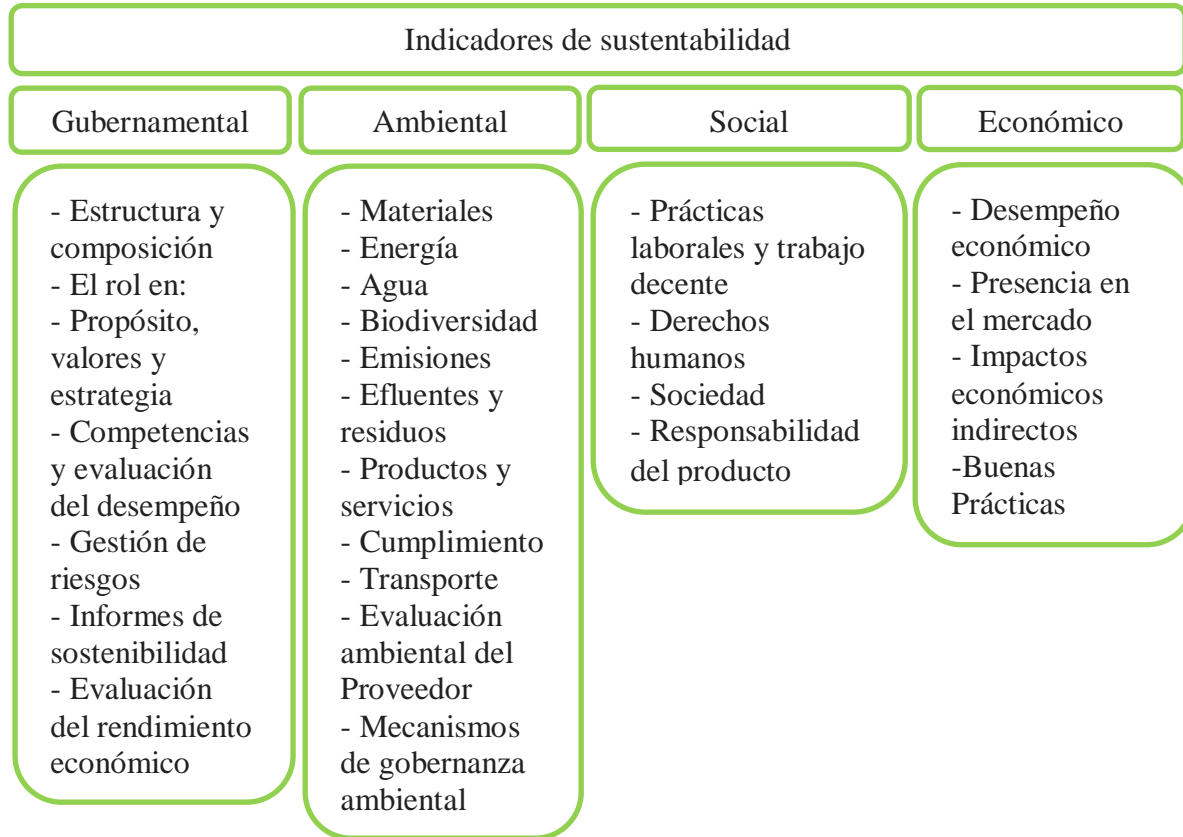 Indicadores de sustentabilidad
Gubernamental
Ambiental
Social
Económico
- Estructura y
composición
- El rol en:
- Propósito,
valores y
estrategia
- Competencias
y evaluación
del desempeño
- Gestión de
riesgos
- Informes de
sostenibilidad
- Evaluación
del rendimiento
económico
- Materiales
- Energía
- Agua
- Biodiversidad
- Emisiones
- Efluentes y
residuos
- Productos y
servicios
- Cumplimiento
- Transporte
- Evaluación
ambiental del
Proveedor
- Mecanismos
de gobernanza
ambiental
- Prácticas
laborales y trabajo
decente
- Derechos
humanos
- Sociedad
- Responsabilidad
del producto
- Desempeño
económico
- Presencia en
el mercado
- Impactos
económicos
indirectos
-Buenas
Prácticas